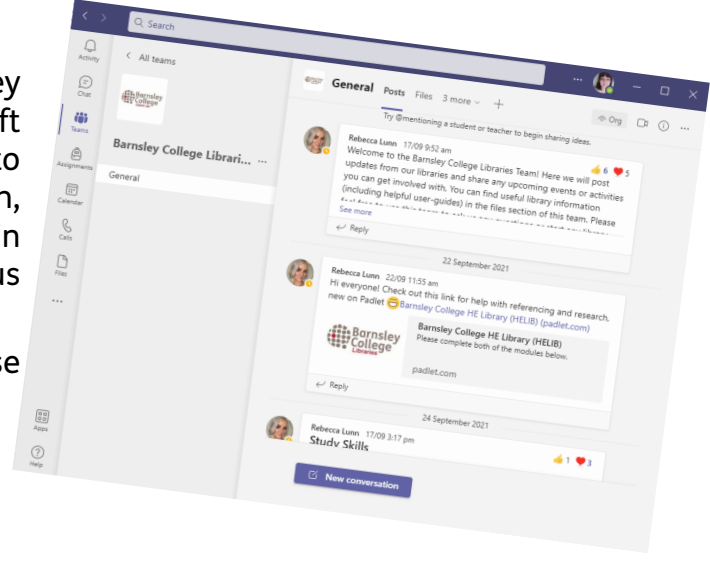 ey
ft
to
n,
n
us
se
Search
Activity
Chat
Teams
Assignments
Calendar
Calls
Files
Apps
Help
All teams
Barnsley College Libraries
Barnsley College Librari...
General
General Posts Files 3 more
Org
Try @mentioning a student or teacher to begin sharing ideas.
Rebecca Lunn 17/09 9:52 am
👍 6 ❤️ 5
Welcome to the Barnsley College Libraries Team! Here we will post
updates from our libraries and share any upcoming events or activities
you can get involved with. You can find useful library information
(including helpful user-guides) in the files section of this team. Please
See more
Reply
22 September 2021
Rebecca Lunn 22/09 11:55 am
Hi everyone! Check out this link for help with referencing and research,
new on Padlet 😄 Barnsley College HE Library (HELIB) (padlet.com)
Barnsley
College
Libraries
Barnsley College HE Library (HELIB)
Please complete both of the modules below.
padlet.com
Reply
24 September 2021
Rebecca Lunn 17/09 3:17 pm
👍 1 ❤️ 3
Study Skills
New conversation